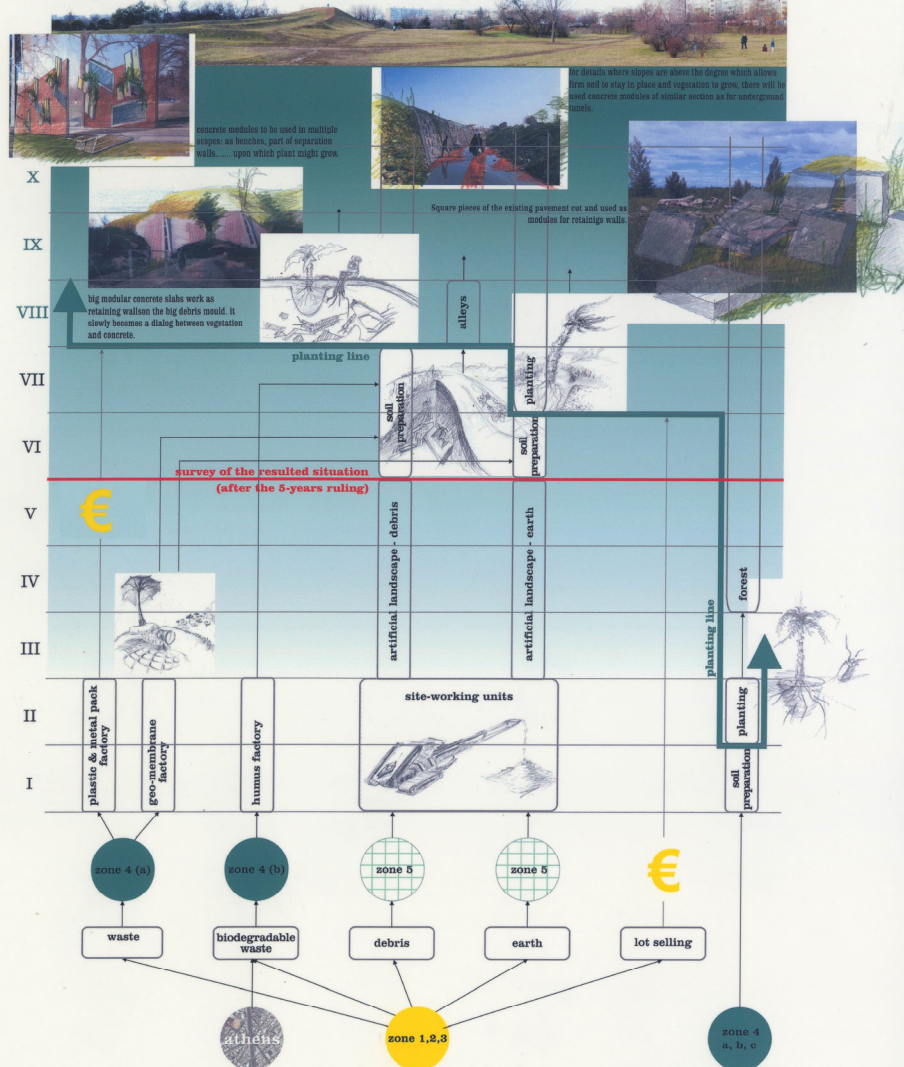 for details where slopes are above the degree which allows
firm soil to stay in place and vegetation to grow, there will be
used concrete modules of similar section as for underground
tunels.
concrete modules to be used in multiple
scopes: as benches, part of separation
walls...... upon which plant might grow.
X
Square pieces of the existing pavement cut and used as
modules for retainigs walls.
IX
big modular concrete slabs work as
retaining wallson the big debris mould. it
slowly becomes a dialog between vegetation
and concrete.
VIII
alleys
planting line
VII
soil
preparation
planting
VI
soil
preparation
survey of the resulted situation
(after the 5-years ruling)
€
V
artificial landscape - debris
artificial landscape - earth
IV
forest
III
planting line
site-working units
II
plastic & metal pack
factory
geo-membrane
factory
humus factory
planting
I
soil
preparation
zone 4 (a)
zone 4 (b)
zone 5
zone 5
€
waste
biodegradable
waste
debris
earth
lot selling
athens
zone 1,2,3
zone 4
a, b, c